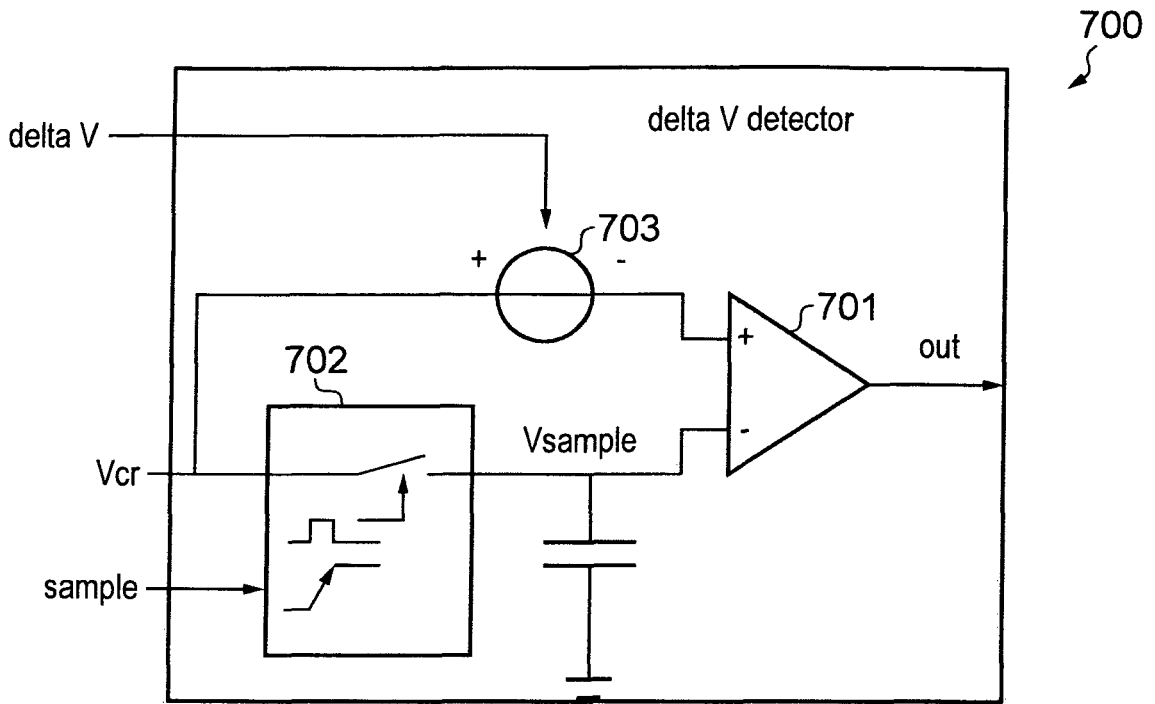 700
delta V
delta V detector
+
703
-
701
+
out
702
Vsample
-
Vcr
sample